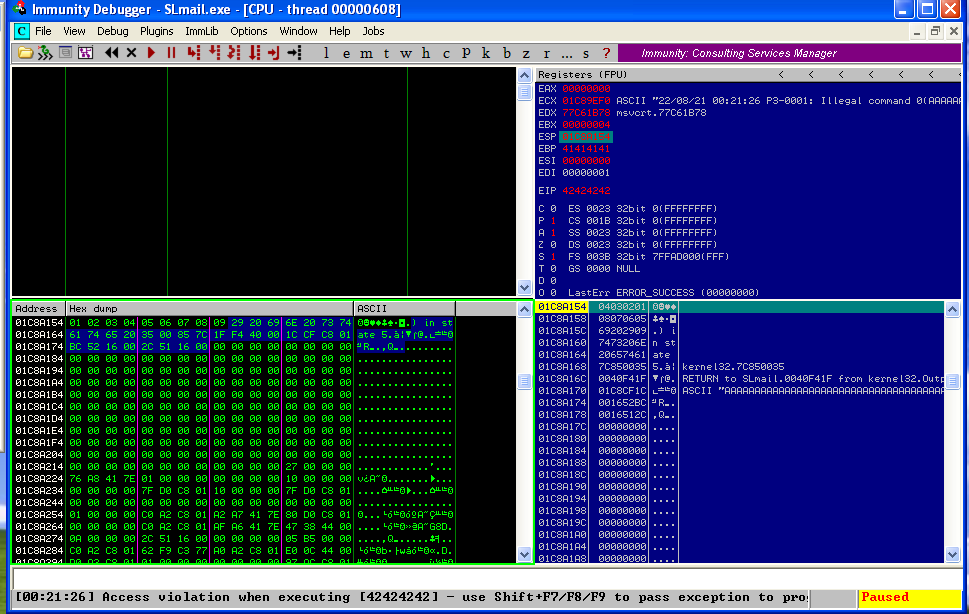 Immunity Debugger - SLmail.exe - [CPU - thread 00000608]
C File View Debug Plugins ImmLib Options Window Help Jobs
l e m t w h c P k b z r ... s ? Immunity: Consulting Services Manager
Registers (FPU) < < < < < <
EAX 00000000
ECX 01C89EF0 ASCII "22/08/21 00:21:26 P3-0001: Illegal command 0(AAAAAA
EDX 77C61B78 msvcrt.77C61B78
EBX 00000004
ESP
EBP 41414141
ESI 00000000
EDI 00000001
EIP 42424242
C 0 ES 0023 32bit 0(FFFFFFFF)
P 1 CS 001B 32bit 0(FFFFFFFF)
A 1 SS 0023 32bit 0(FFFFFFFF)
Z 0 DS 0023 32bit 0(FFFFFFFF)
S 1 FS 003B 32bit 7FFAD000(FFF)
T 0 GS 0000 NULL
D 0
O 0 LastErr ERROR_SUCCESS (00000000)
Address Hex dump ASCII
01C8A154 01 02 03 04 05 06 07 08 09 29 20 69 6E 20 73 74
01C8A164 61 74 65 20 35 00 85 7C 1F F4 40 00 1C CF C8 01
01C8A174 BC 52 16 00 2C 51 16 00 00 00 00 00 00 00 00 00
01C8A184 00 00 00 00 00 00 00 00 00 00 00 00 00 00 00 00 ................
01C8A194 00 00 00 00 00 00 00 00 00 00 00 00 00 00 00 00 ................
01C8A1A4 00 00 00 00 00 00 00 00 00 00 00 00 00 00 00 00 ................
01C8A1B4 00 00 00 00 00 00 00 00 00 00 00 00 00 00 00 00 ................
01C8A1C4 00 00 00 00 00 00 00 00 00 00 00 00 00 00 00 00 ................
01C8A1D4 00 00 00 00 00 00 00 00 00 00 00 00 00 00 00 00 ................
01C8A1E4 00 00 00 00 00 00 00 00 00 00 00 00 00 00 00 00 ................
01C8A1F4 00 00 00 00 00 00 00 00 00 00 00 00 00 00 00 00 ................
01C8A204 00 00 00 00 00 00 00 00 00 00 00 00 00 00 00 00 ................
01C8A214 00 00 00 00 00 00 00 00 00 00 00 00 27 00 00 00 ............'...
01C8A224 76 A8 41 7E 01 00 00 00 00 00 00 00 10 00 00 00
01C8A234 00 00 00 00 7F D0 C8 01 10 00 00 00 7F D0 C8 01
01C8A244 00 00 00 00 00 00 00 00 00 00 00 00 00 00 00 00 ................
01C8A254 01 00 00 00 C0 A2 C8 01 A2 A7 41 7E 80 D0 C8 01
01C8A264 00 00 00 00 C0 A2 C8 01 AF A6 41 7E 47 38 44 00
01C8A274 0A 00 00 00 2C 51 16 00 00 00 00 00 05 B5 00 00
01C8A284 C0 A2 C8 01 62 F9 C3 77 A0 A2 C8 01 E0 0C 44 00
01C8A154 04030201
01C8A158 08070605
01C8A15C 69202909 .) i
01C8A160 7473206E n st
01C8A164 20657461 ate
01C8A168 7C850035 kernel32.7C850035
01C8A16C 0040F41F RETURN to SLmail.0040F41F from kernel32.Outp
01C8A170 01C8CF1C ASCII "AAAAAAAAAAAAAAAAAAAAAAAAAAAAAAAAAAAAA
01C8A174 001652BC
01C8A178 0016512C ,Q..
01C8A17C 00000000 ....
01C8A180 00000000 ....
01C8A184 00000000 ....
01C8A188 00000000 ....
01C8A18C 00000000 ....
01C8A190 00000000 ....
01C8A194 00000000 ....
01C8A198 00000000 ....
01C8A19C 00000000 ....
01C8A1A0 00000000 ....
01C8A1A4 00000000 ....
01C8A1A8 00000000 ....
[00:21:26] Access violation when executing [42424242] - use Shift+F7/F8/F9 to pass exception to pro
Paused